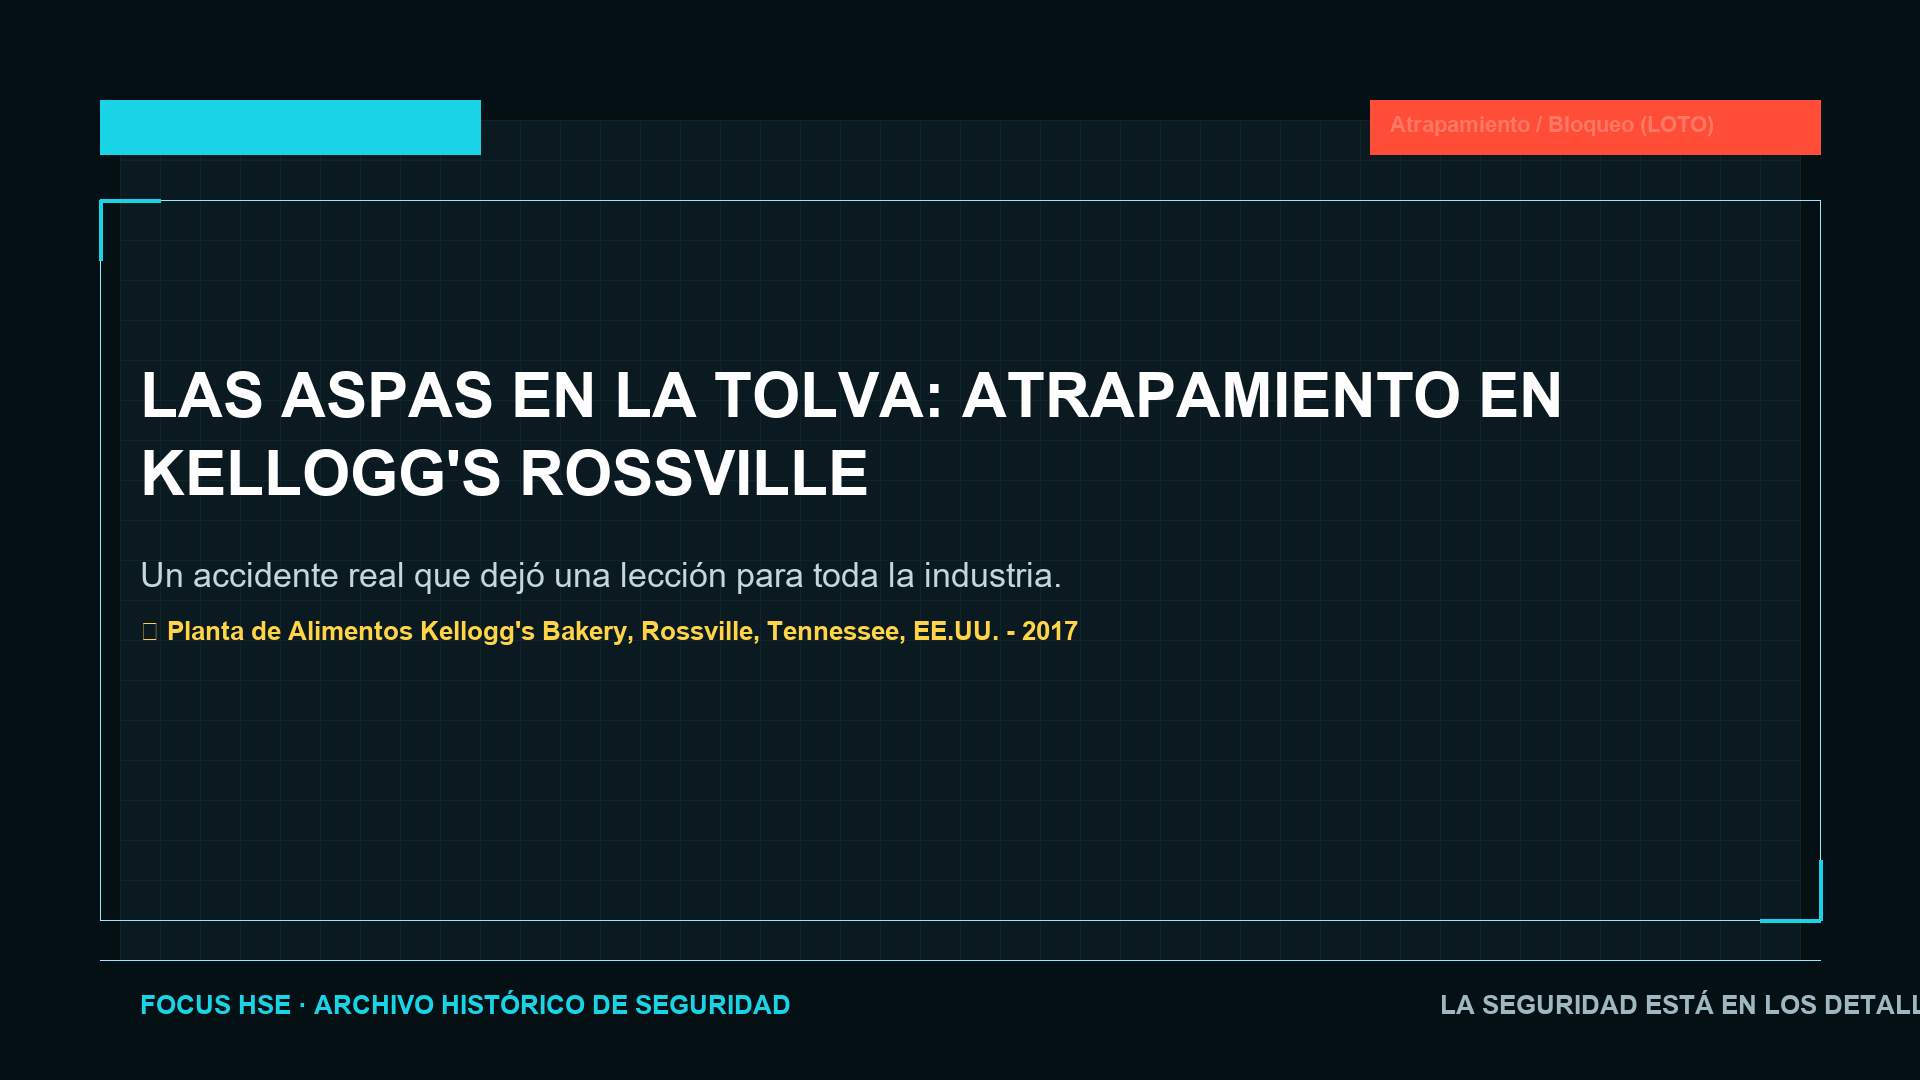 Atrapamiento / Bloqueo (LOTO)
LAS ASPAS EN LA TOLVA: ATRAPAMIENTO EN
KELLOGG'S ROSSVILLE
Un accidente real que dejó una lección para toda la industria.
Planta de Alimentos Kellogg's Bakery, Rossville, Tennessee, EE.UU. - 2017
FOCUS HSE · ARCHIVO HISTÓRICO DE SEGURIDAD
LA SEGURIDAD ESTÁ EN LOS DETALL